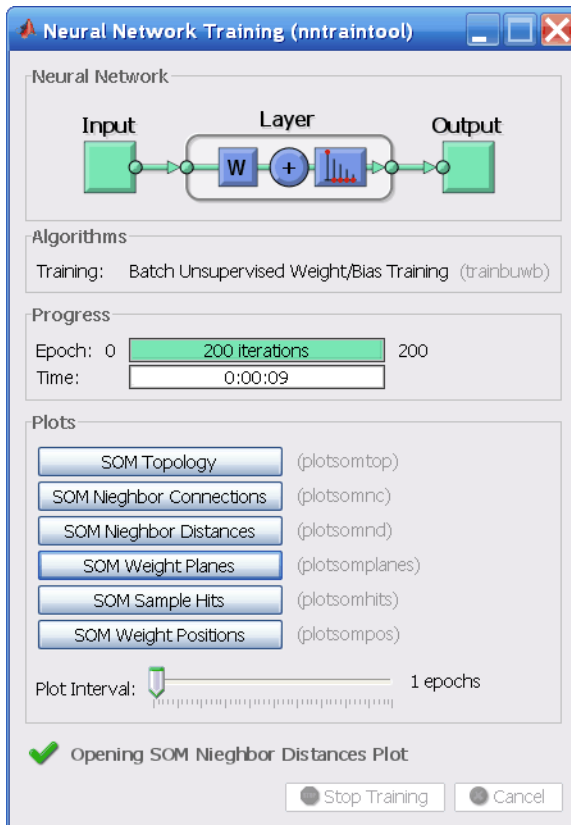 Neural Network Training (nntraintool)
Neural Network
Input Layer Output
W +
Algorithms
Training: Batch Unsupervised Weight/Bias Training (trainbuwb)
Progress
Epoch: 0 200 iterations 200
Time: 0:00:09
Plots
SOM Topology (plotsomtop)
SOM Nieghbor Connections (plotsomnc)
SOM Nieghbor Distances (plotsomnd)
SOM Weight Planes (plotsomplanes)
SOM Sample Hits (plotsomhits)
SOM Weight Positions (plotsompos)
Plot Interval: 1 epochs
Opening SOM Nieghbor Distances Plot
Stop Training Cancel